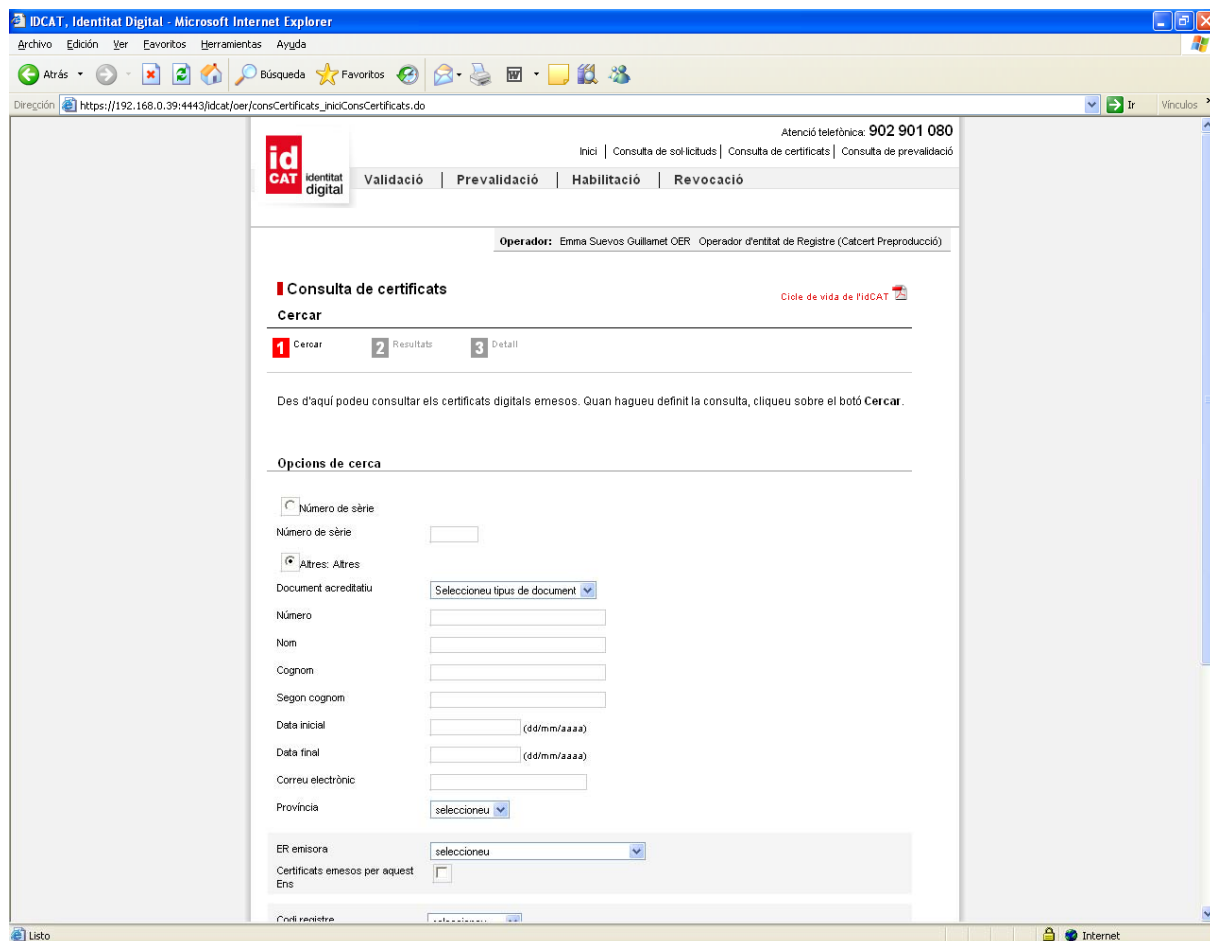 IDCAT, Identitat Digital - Microsoft Internet Explorer
Archivo Edición Ver Favoritos Herramientas Ayuda
Atrás Búsqueda Favoritos
Dirección https://192.168.0.39:4443/idcat/oer/consCertificats_iniciConsCertificats.do Ir Vínculos
Atenció telefònica: 902 901 080
Inici | Consulta de sol·licituds | Consulta de certificats | Consulta de prevalidació
id
CAT identitat
digital
Validació | Prevalidació | Habilitació | Revocació
Operador: Emma Suevos Guillamet OER Operador d'entitat de Registre (Catcert Preproducció)
Consulta de certificats
Cicle de vida de l'idCAT
Cercar
1 Cercar 2 Resultats 3 Detall
Des d'aquí podeu consultar els certificats digitals emesos. Quan hagueu definit la consulta, cliqueu sobre el botó Cercar.
Opcions de cerca
Número de sèrie
Número de sèrie
Altres: Altres
Document acreditatiu Seleccioneu tipus de document
Número
Nom
Cognom
Segon cognom
Data inicial (dd/mm/aaaa)
Data final (dd/mm/aaaa)
Correu electrònic
Província seleccioneu
ER emisora seleccioneu
Certificats emesos per aquest
Ens
Codi registre seleccioneu
Listo Internet